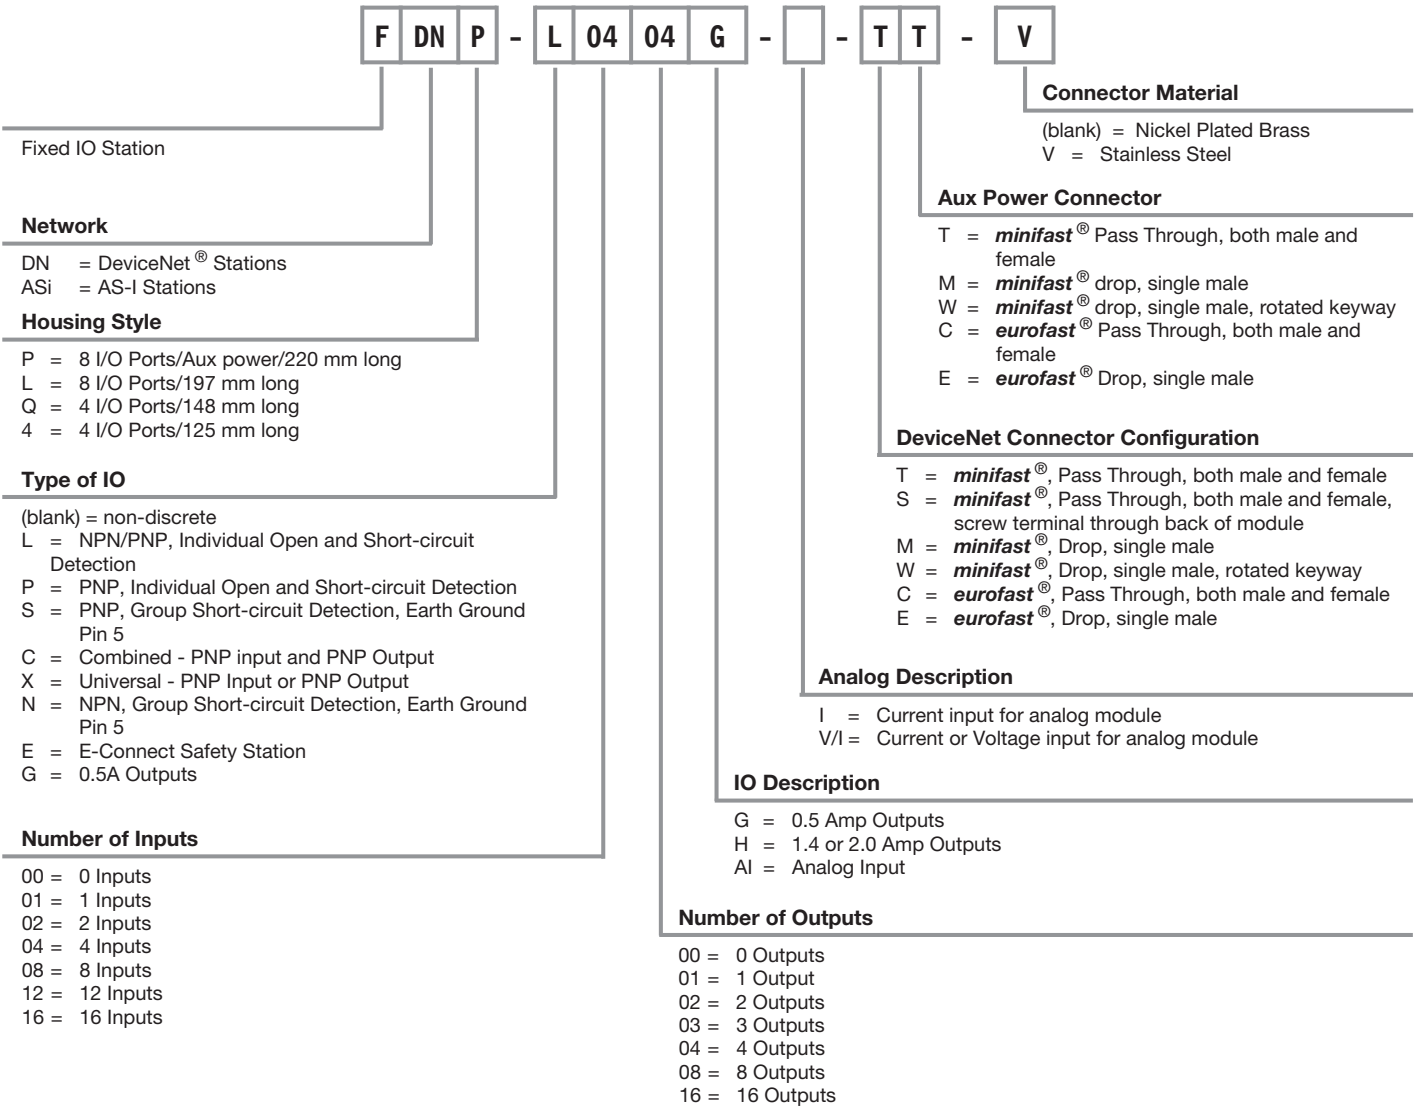 F DN P - L 04 04 G - - T T - V
Fixed IO Station
Network
DN = DeviceNet ® Stations
ASi = AS-I Stations
Housing Style
P = 8 I/O Ports/Aux power/220 mm long
L = 8 I/O Ports/197 mm long
Q = 4 I/O Ports/148 mm long
4 = 4 I/O Ports/125 mm long
Type of IO
(blank) = non-discrete
L = NPN/PNP, Individual Open and Short-circuit
Detection
P = PNP, Individual Open and Short-circuit Detection
S = PNP, Group Short-circuit Detection, Earth Ground
Pin 5
C = Combined - PNP input and PNP Output
X = Universal - PNP Input or PNP Output
N = NPN, Group Short-circuit Detection, Earth Ground
Pin 5
E = E-Connect Safety Station
G = 0.5A Outputs
Number of Inputs
00 = 0 Inputs
01 = 1 Inputs
02 = 2 Inputs
04 = 4 Inputs
08 = 8 Inputs
12 = 12 Inputs
16 = 16 Inputs
Connector Material
(blank) = Nickel Plated Brass
V = Stainless Steel
Aux Power Connector
T = minifast ® Pass Through, both male and
female
M = minifast ® drop, single male
W = minifast ® drop, single male, rotated keyway
C = eurofast ® Pass Through, both male and
female
E = eurofast ® Drop, single male
DeviceNet Connector Configuration
T = minifast ®, Pass Through, both male and female
S = minifast ®, Pass Through, both male and female,
screw terminal through back of module
M = minifast ®, Drop, single male
W = minifast ®, Drop, single male, rotated keyway
C = eurofast ®, Pass Through, both male and female
E = eurofast ®, Drop, single male
Analog Description
I = Current input for analog module
V/I = Current or Voltage input for analog module
IO Description
G = 0.5 Amp Outputs
H = 1.4 or 2.0 Amp Outputs
AI = Analog Input
Number of Outputs
00 = 0 Outputs
01 = 1 Output
02 = 2 Outputs
03 = 3 Outputs
04 = 4 Outputs
08 = 8 Outputs
16 = 16 Outputs